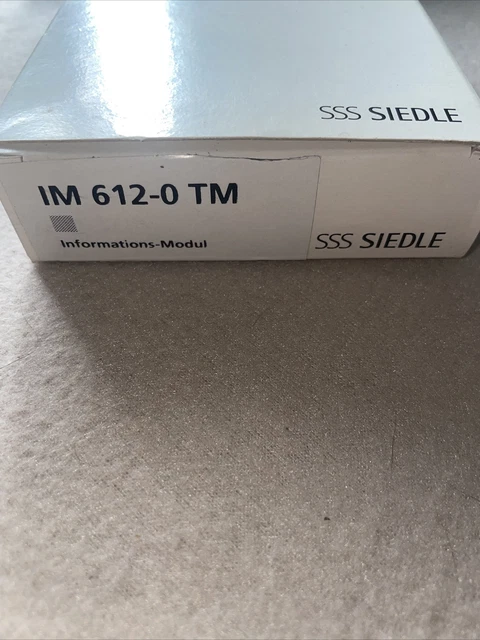 SSS SIEDLE
IM 612-0 TM
Informations-Modul
SSS SIEDLE